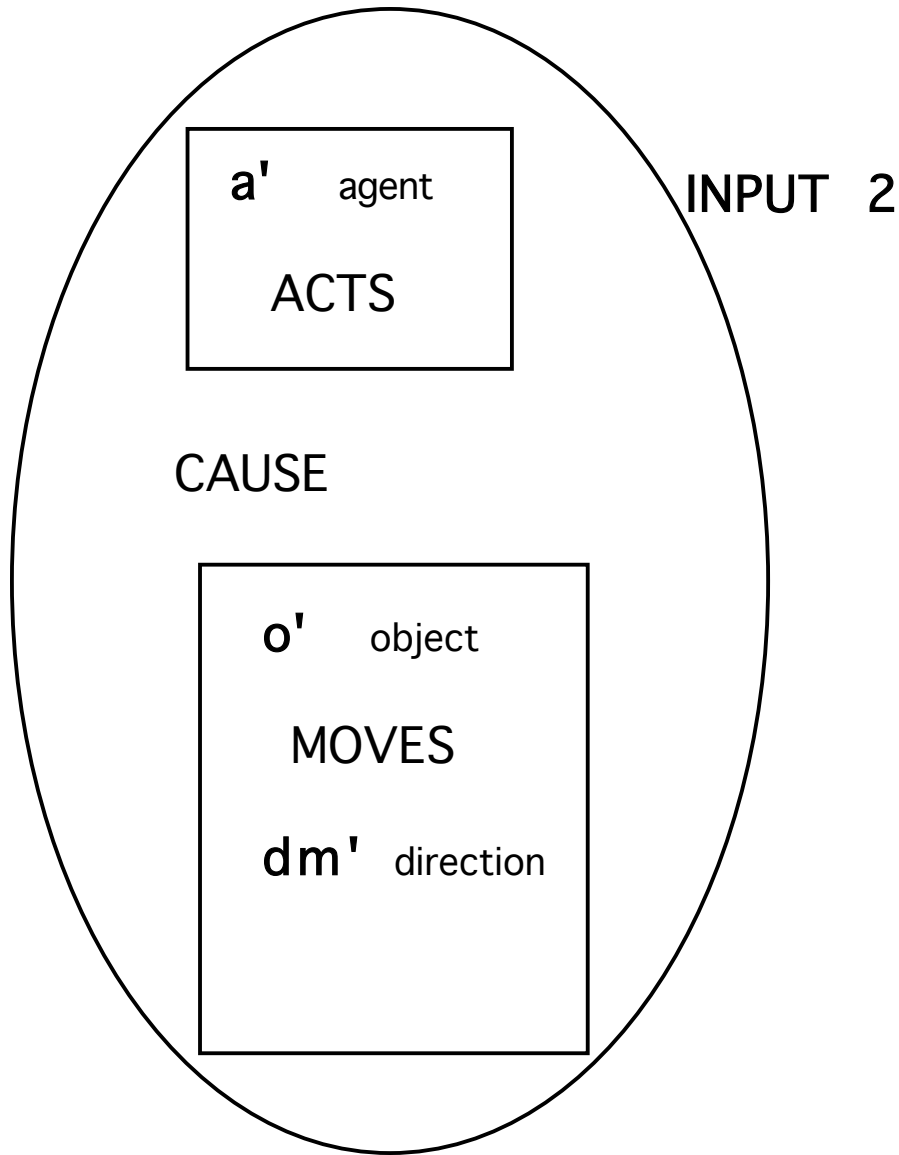 a' agent
INPUT 2
ACTS
CAUSE
o' object
MOVES
dm' direction